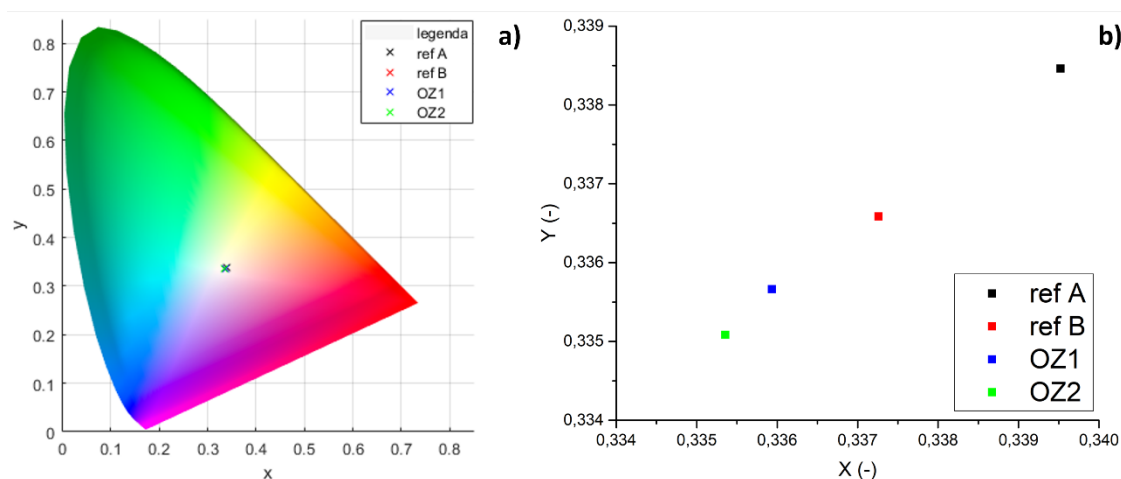 a)
legenda
ref A
ref B
OZ1
OZ2
0.8
0.7
0.6
0.5
0.4
0.3
0.2
0.1
0
y
0 0.1 0.2 0.3 0.4 0.5 0.6 0.7 0.8
x
b)
0,339
0,338
0,337
0,336
0,335
0,334
Y (-)
ref A
ref B
OZ1
OZ2
0,334 0,335 0,336 0,337 0,338 0,339 0,340
X (-)